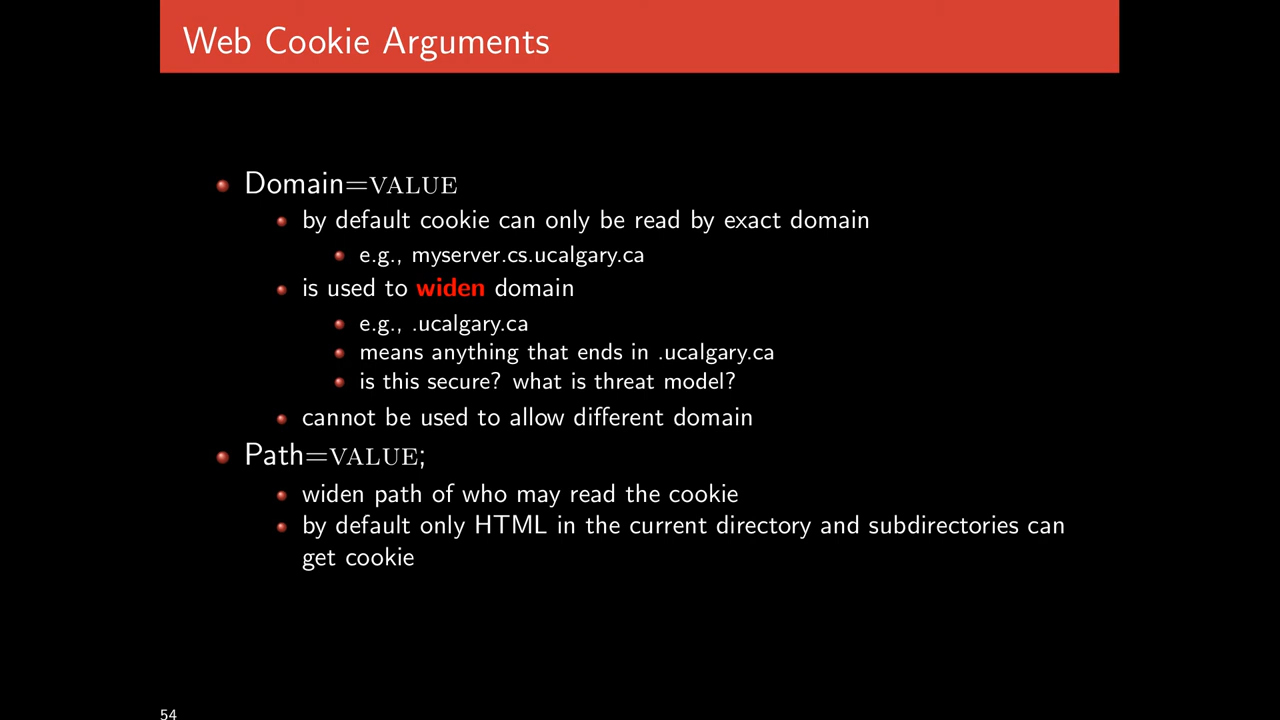 Web Cookie Arguments
Domain=VALUE
by default cookie can only be read by exact domain
e.g., myserver.cs.ucalgary.ca
is used to widen domain
e.g., .ucalgary.ca
means anything that ends in .ucalgary.ca
is this secure? what is threat model?
cannot be used to allow different domain
Path=VALUE;
widen path of who may read the cookie
by default only HTML in the current directory and subdirectories can
get cookie
54